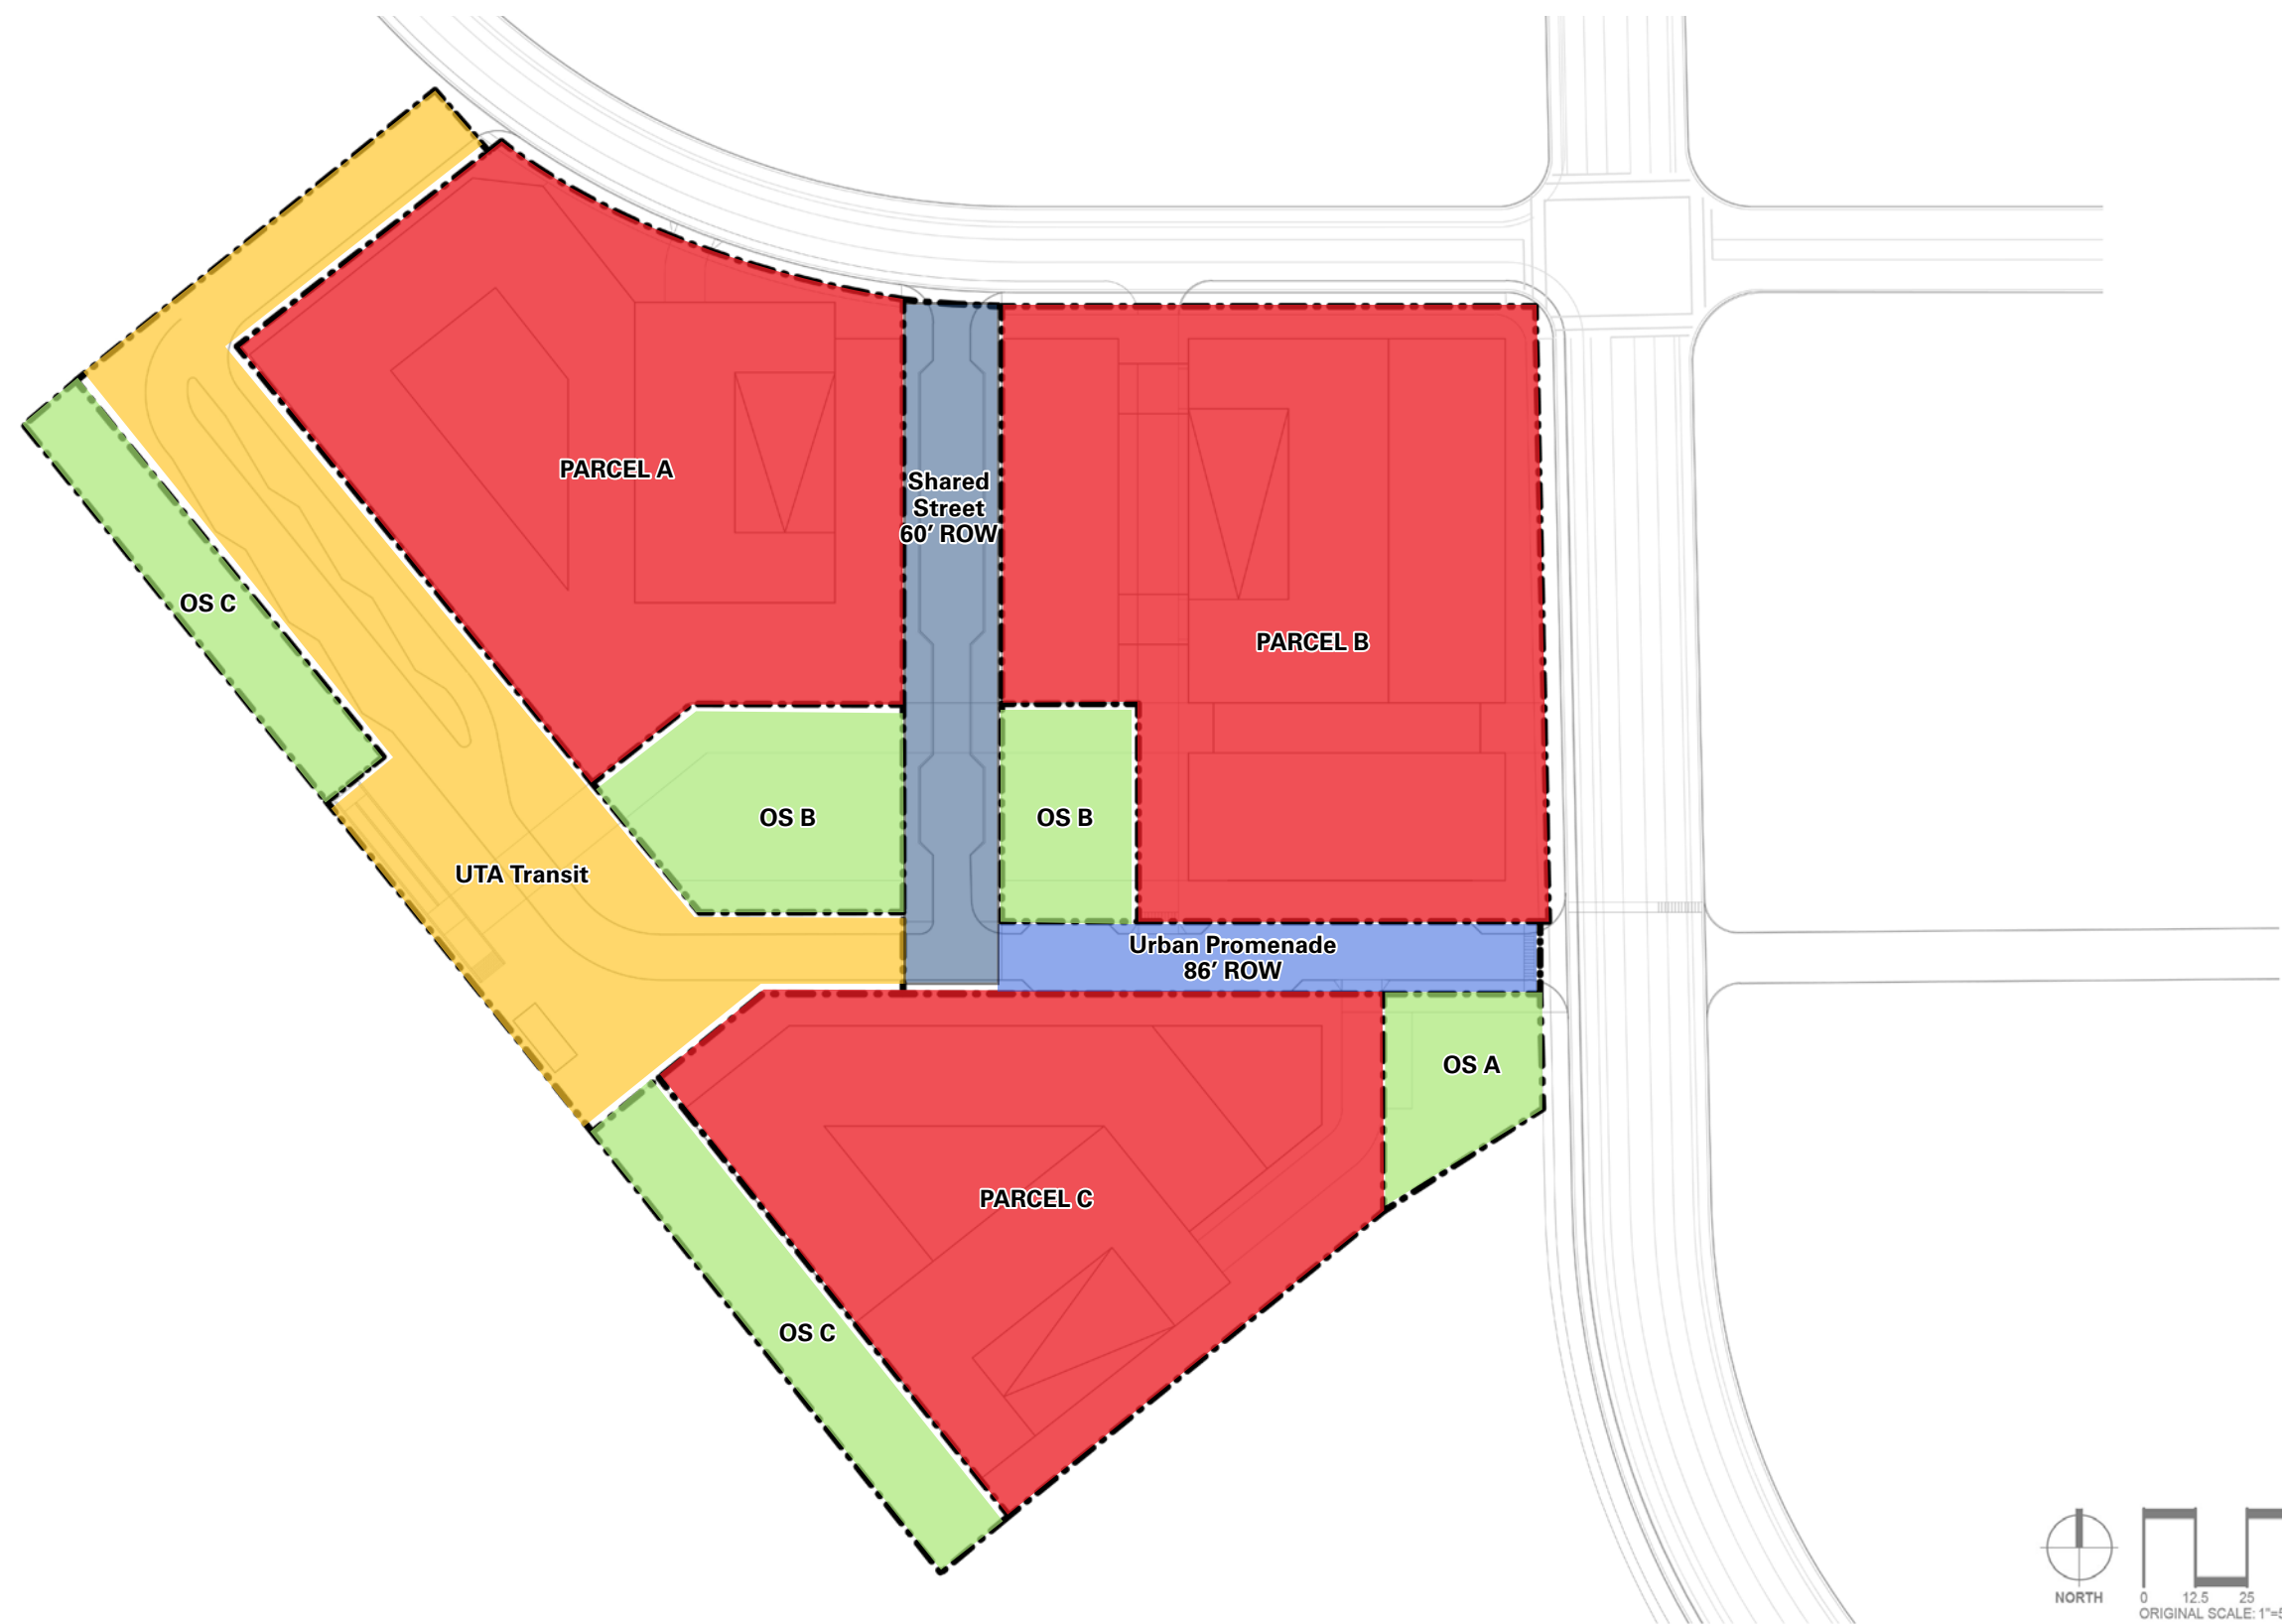 PARCEL A
Shared
Street
60’ ROW
OS C
PARCEL B
OS B
OS B
UTA Transit
Urban Promenade
86’ ROW
OS A
PARCEL C
OS C
NORTH
0 12.5 25
ORIGINAL SCALE: 1"=